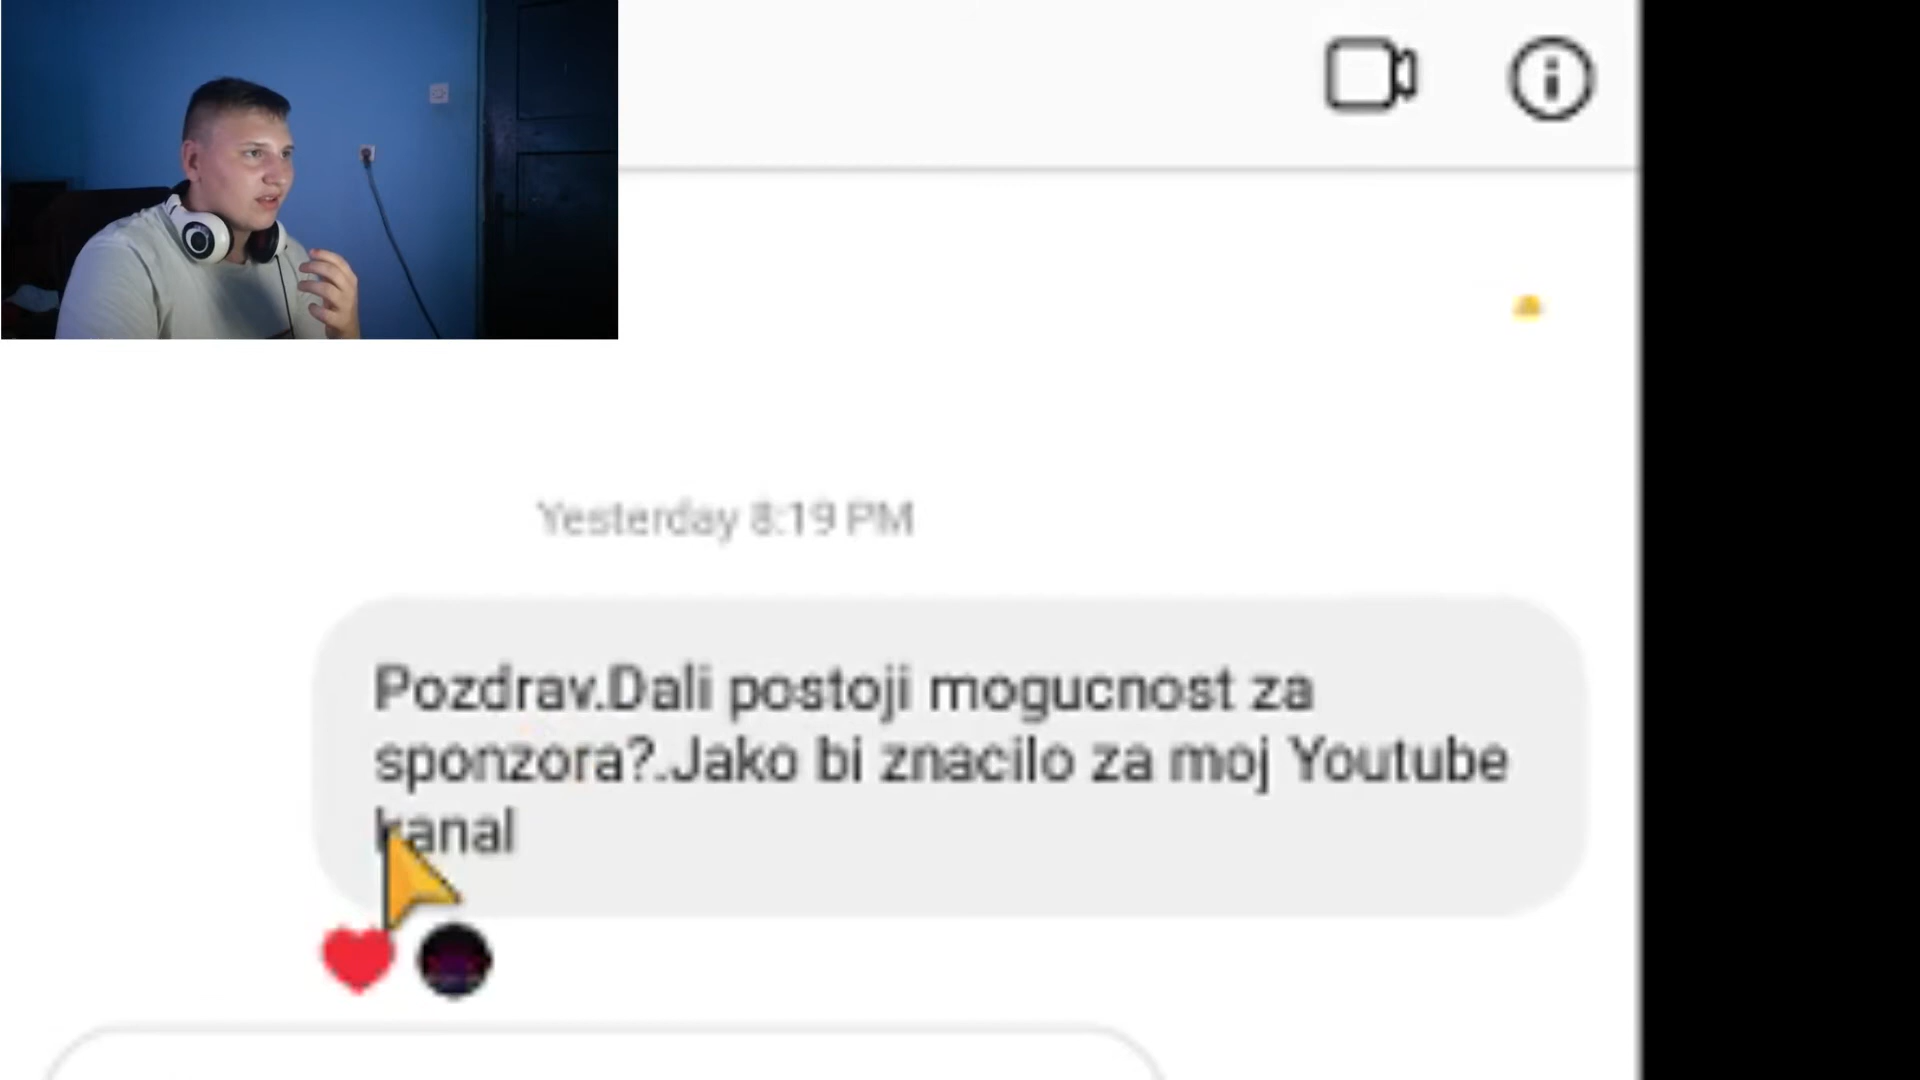 Yesterday 8:19 PM
Pozdrav.Dali postoji mogucnost za
sponzora?.Jako bi znacilo za moj Youtube
kanal